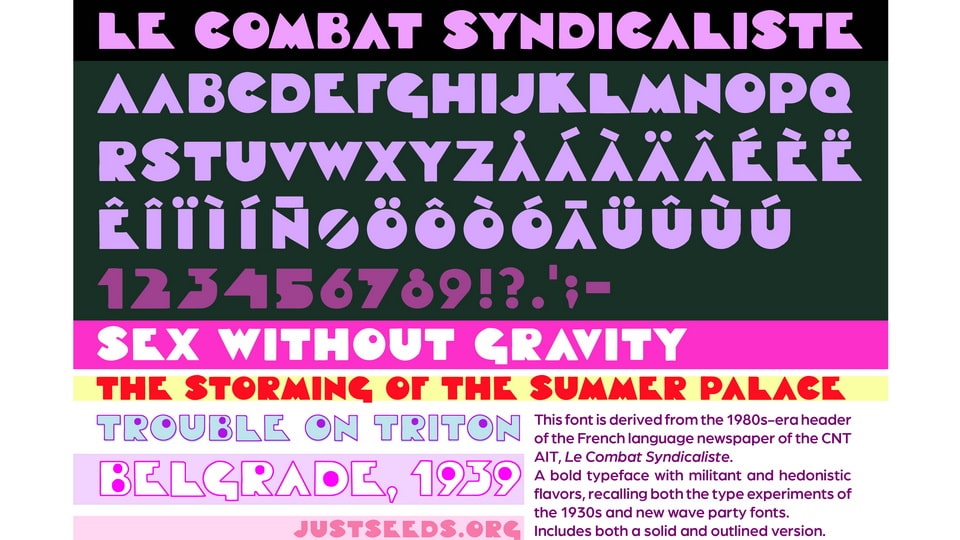 LE COMBAT SYNDICALISTE
AABCDEFGHIJKLMNOPQ
RSTUVWXYZÅÁÀÄÂÉÈË
ÊÎÏÌÍÑØÖÔÒÓĀÜÛÙÚ
123456789!?.';-
SEX WITHOUT GRAVITY
THE STORMING OF THE SUMMER PALACE
TROUBLE ON TRITON
BELGRADE, 1939
JUSTSEEDS.ORG
This font is derived from the 1980s-era header
of the French language newspaper of the CNT
AIT, Le Combat Syndicaliste.
A bold typeface with militant and hedonistic
flavors, recalling both the type experiments of
the 1930s and new wave party fonts.
Includes both a solid and outlined version.